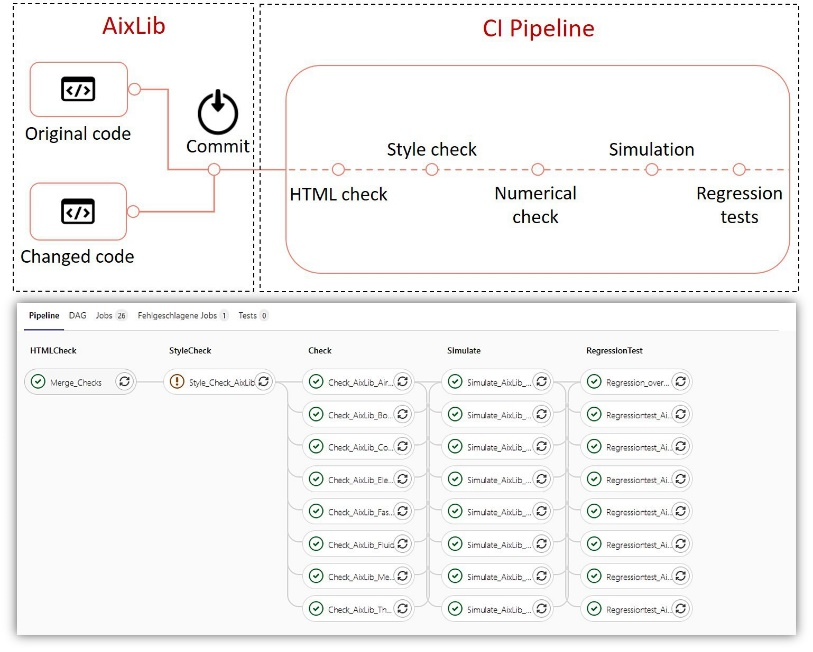 AixLib
CI Pipeline
</>
Original code
Commit
</>
Changed code
HTML check
Style check
Numerical
check
Simulation
Regression
tests
Pipeline DAG Jobs 26 Fehlgeschlagene Jobs 1 Tests 0
HTMLCheck StyleCheck Check Simulate RegressionTest
Merge_Checks Style_Check_AixLib Check_AixLib_Air... Simulate_AixLib_... Regression_over...
Check_AixLib_Bo... Simulate_AixLib_... Regressiontest_Ai...
Check_AixLib_Co... Simulate_AixLib_... Regressiontest_Ai...
Check_AixLib_Ele... Simulate_AixLib_... Regressiontest_Ai...
Check_AixLib_Fas... Simulate_AixLib_... Regressiontest_Ai...
Check_AixLib_Fluid Simulate_AixLib_... Regressiontest_Ai...
Check_AixLib_Me... Simulate_AixLib_... Regressiontest_Ai...
Check_AixLib_Th... Simulate_AixLib_... Regressiontest_Ai...